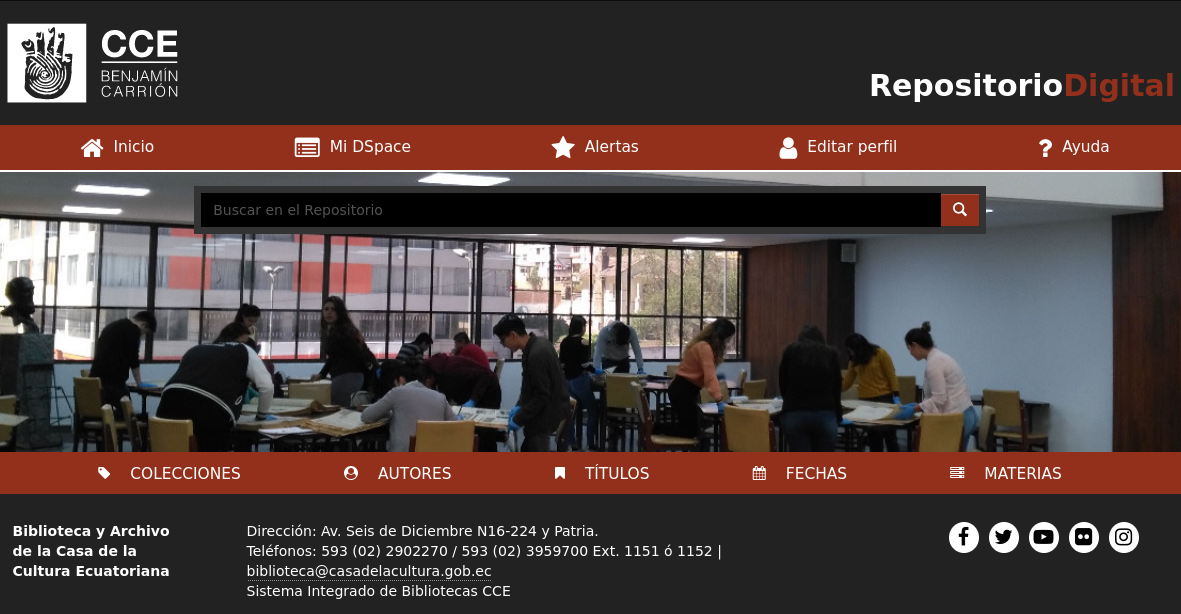 CCE
BENJAMÍN
CARRIÓN
RepositorioDigital
Inicio
Mi DSpace
Alertas
Editar perfil
Ayuda
Buscar en el Repositorio
COLECCIONES
AUTORES
TÍTULOS
FECHAS
MATERIAS
Biblioteca y Archivo
de la Casa de la
Cultura Ecuatoriana
Dirección: Av. Seis de Diciembre N16-224 y Patria.
Teléfonos: 593 (02) 2902270 / 593 (02) 3959700 Ext. 1151 ó 1152 |
biblioteca@casadelacultura.gob.ec
Sistema Integrado de Bibliotecas CCE